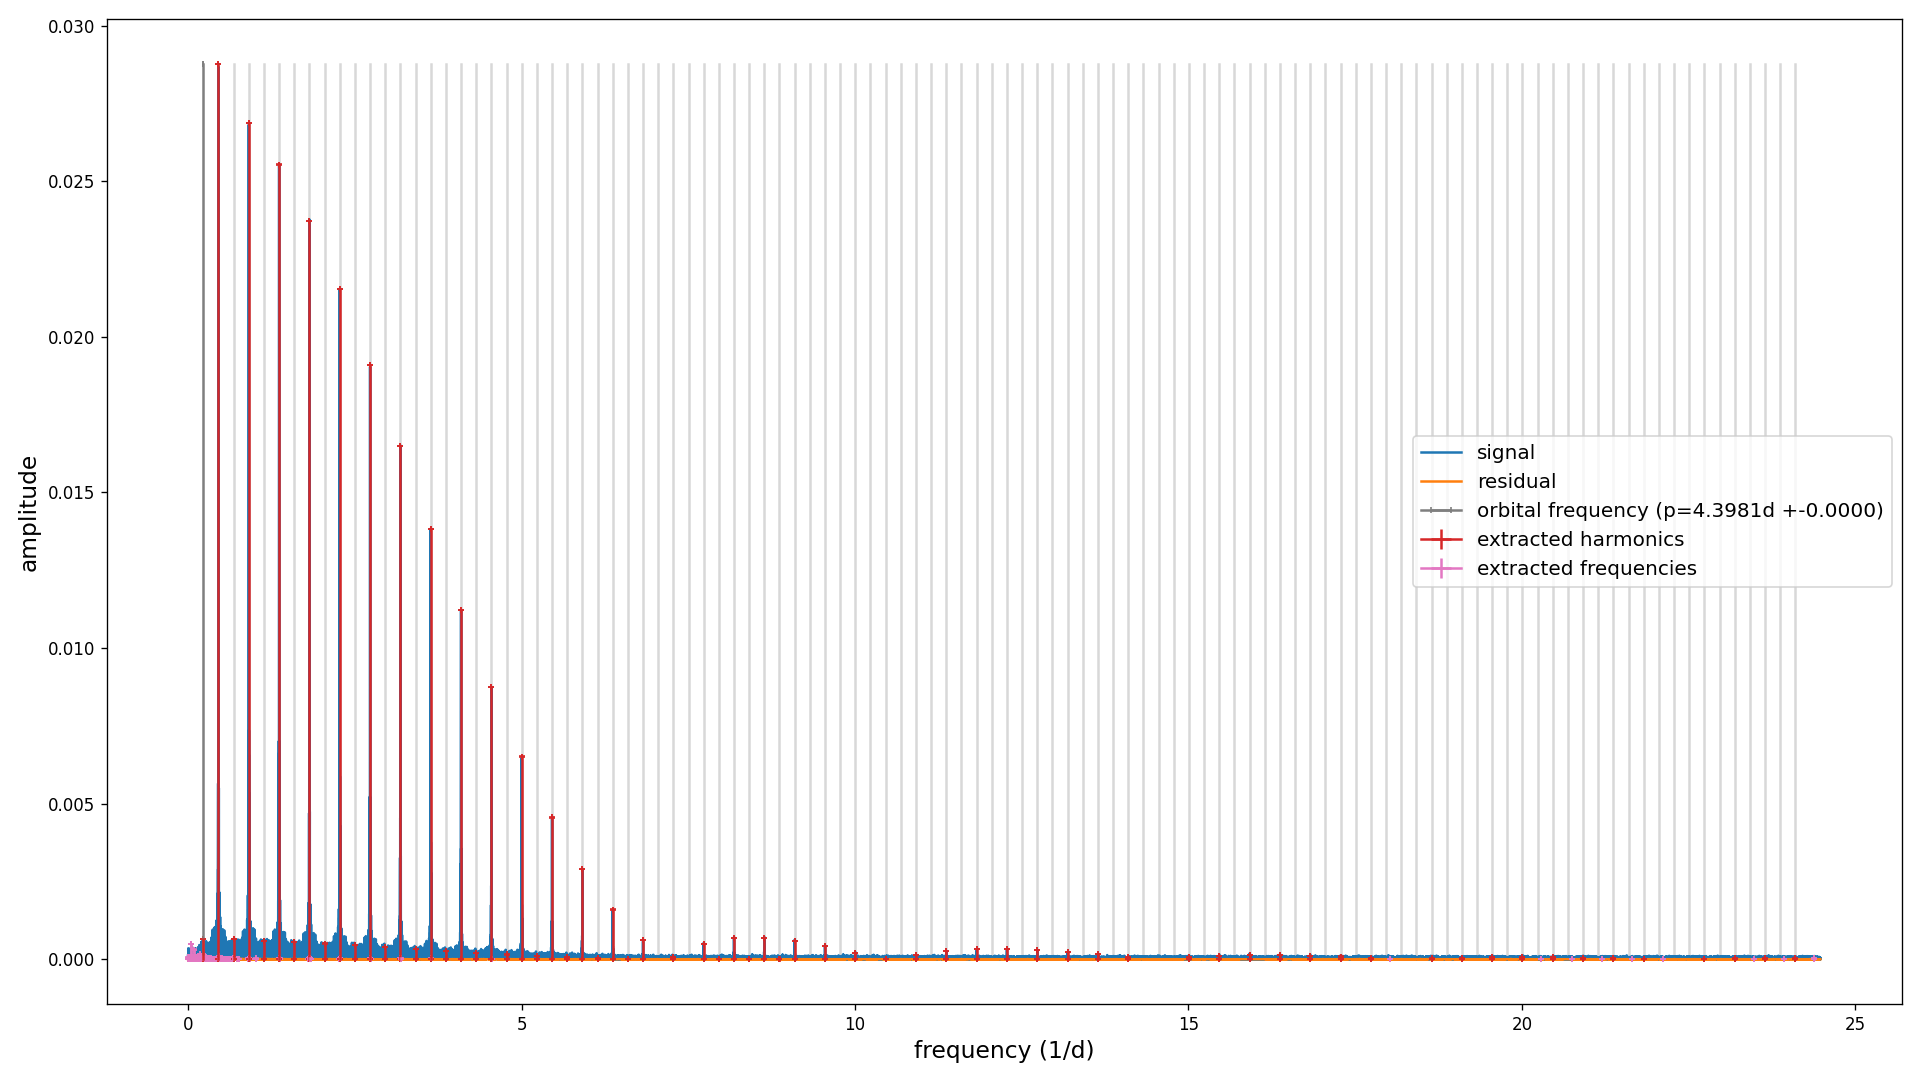 0.030
0.025
0.020
0.015
0.010
0.005
0.000
amplitude
0
5
10
15
20
25
frequency (1/d)
signal
residual
orbital frequency (p=4.3981d +-0.0000)
extracted harmonics
extracted frequencies